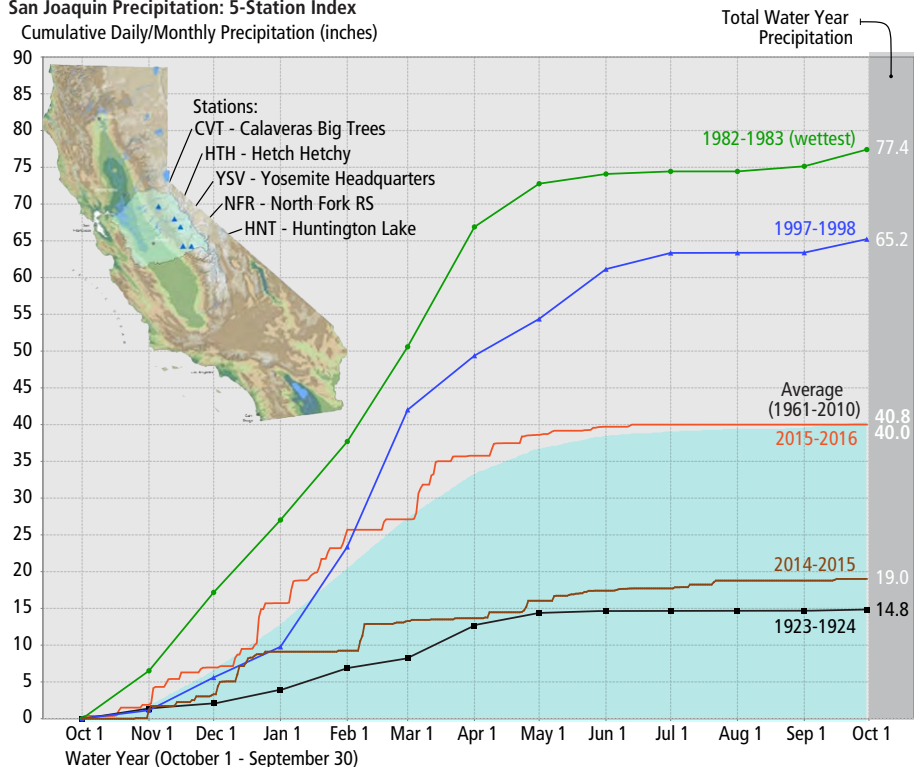 San Joaquin Precipitation: 5-Station Index
Cumulative Daily/Monthly Precipitation (inches)
Total Water Year
Precipitation
90
85
80
75
70
65
60
55
50
45
40
35
30
25
20
15
10
5
0
Stations:
CVT - Calaveras Big Trees
HTH - Hetch Hetchy
YSV - Yosemite Headquarters
NFR - North Fork RS
HNT - Huntington Lake
1982-1983 (wettest)
77.4
1997-1998
65.2
Average
(1961-2010)
40.8
2015-2016
40.0
2014-2015
19.0
14.8
1923-1924
Oct 1 Nov 1 Dec 1 Jan 1 Feb 1 Mar 1 Apr 1 May 1 Jun 1 Jul 1 Aug 1 Sep 1 Oct 1
Water Year (October 1 - September 30)